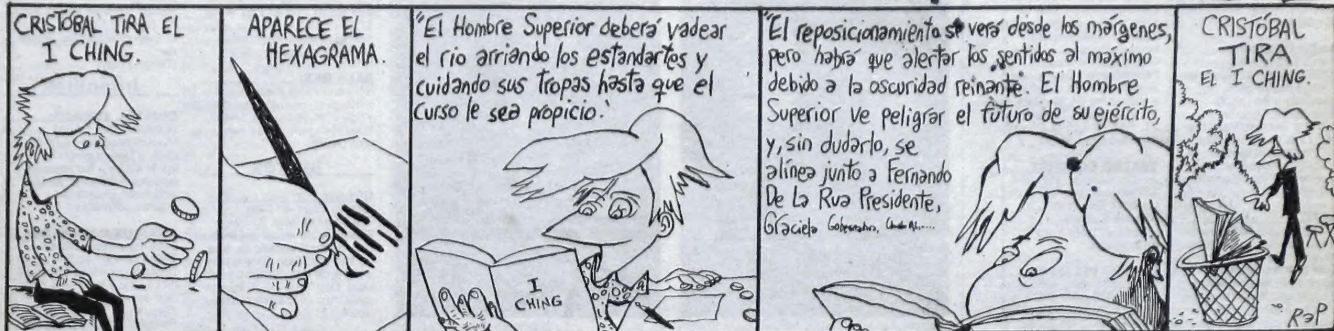 CRISTÓBAL TIRA EL
I CHING.
APARECE EL
HEXAGRAMA.
"El Hombre Superior deberá vadear
el rio arriando los estandartes y
cuidando sus tropas hasta que el
curso le sea propicio."
I
CHING
"El reposicionamiento se verá desde los márgenes,
pero habrá que alertar los sentidos al máximo
debido a la oscuridad reinante. El Hombre
Superior ve peligrar el futuro de su ejército,
y, sin dudarlo, se
alínea junto a Fernando
De La Rua Presidente,
Graciela Gobernadora,
CRISTÓBAL
TIRA
EL I CHING.
REP